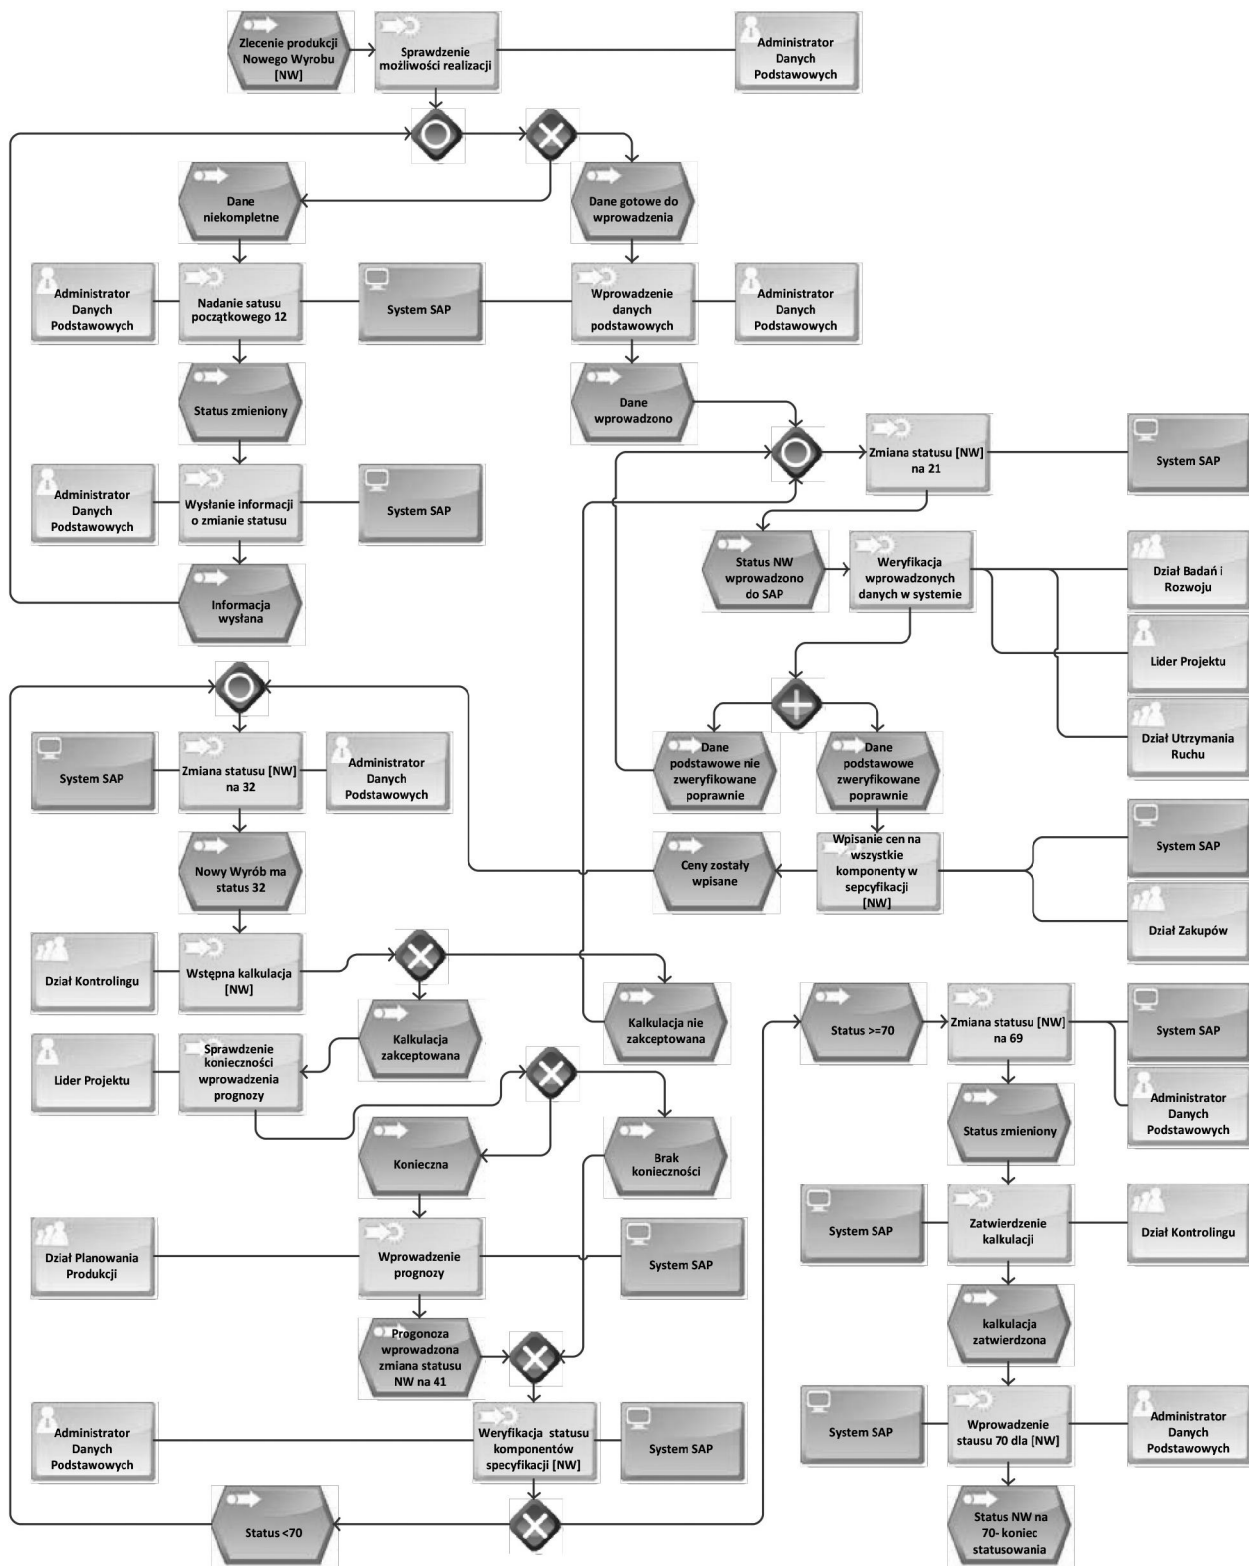 Zlecenie produkcji
Nowego Wyrobu
[NW]
Sprawdzenie
możliwości realizacji
Administrator
Danych
Podstawowych
Dane
niekompletne
Dane gotowe do
wprowadzenia
Administrator
Danych
Podstawowych
Nadanie satusu
początkowego 12
System SAP
Wprowadzenie
danych
podstawowych
Administrator
Danych
Podstawowych
Status zmieniony
Dane
wprowadzono
Zmiana statusu [NW]
na 21
System SAP
Administrator
Danych
Podstawowych
Wysłanie informacji
o zmianie statusu
System SAP
Status NW
wprowadzono
do SAP
Weryfikacja
wprowadzonych
danych w systemie
Dział Badań i
Rozwoju
Informacja
wysłana
Lider Projektu
Dział Utrzymania
Ruchu
System SAP
Zmiana statusu [NW]
na 32
Administrator
Danych
Podstawowych
Dane
podstawowe nie
zweryfikowane
poprawnie
Dane
podstawowe
zweryfikowane
poprawnie
Nowy Wyrób ma
status 32
Ceny zostały
wpisane
Wpisanie cen na
wszystkie
komponenty w
sepcyfikacji
[NW]
System SAP
Dział Zakupów
Dział Kontrolingu
Wstępna kalkulacja
[NW]
Kalkulacja
zakceptowana
Kalkulacja nie
zakceptowana
Status >=70
Zmiana statusu [NW]
na 69
System SAP
Lider Projektu
Sprawdzenie
konieczności
wprowadzenia
prognozy
Administrator
Danych
Podstawowych
Konieczna
Brak
konieczności
Status zmieniony
System SAP
Zatwierdzenie
kalkulacji
Dział Kontrolingu
Dział Planowania
Produkcji
Wprowadzenie
prognozy
System SAP
Progonoza
wprowadzona
zmiana statusu
NW na 41
kalkulacja
zatwierdzona
Administrator
Danych
Podstawowych
Weryfikacja statusu
komponentów
specyfikacji [NW]
System SAP
System SAP
Wprowadzenie
stausu 70 dla [NW]
Administrator
Danych
Podstawowych
Status <70
Status NW na
70- koniec
statusowania